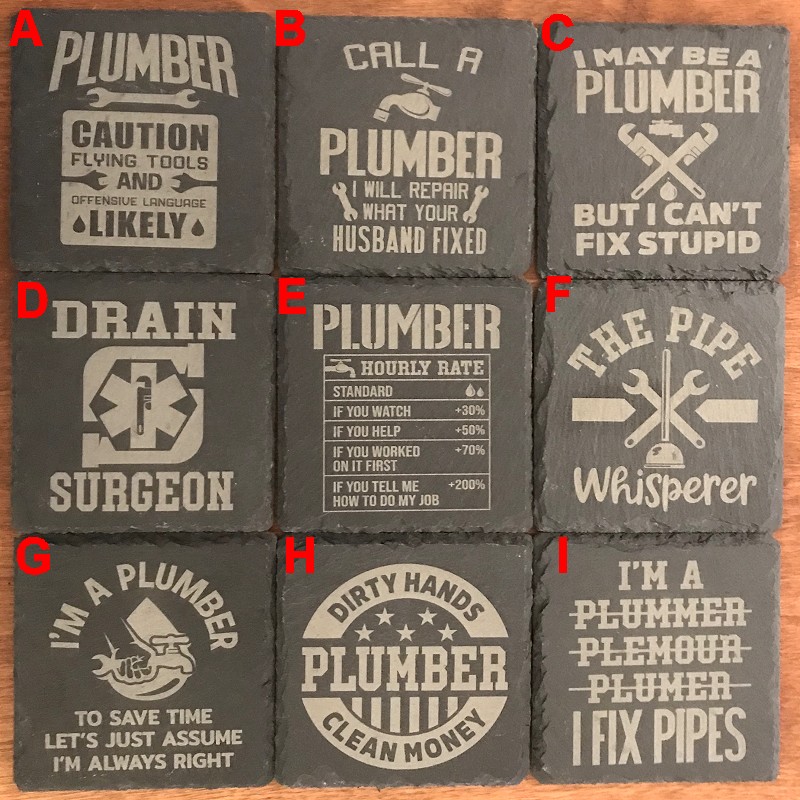 A
PLUMBER
CAUTION
FLYING TOOLS
AND
OFFENSIVE LANGUAGE
LIKELY
B
CALL A
PLUMBER
I WILL REPAIR
WHAT YOUR
HUSBAND FIXED
C
I MAY BE A
PLUMBER
BUT I CAN'T
FIX STUPID
D
DRAIN
S
SURGEON
E
PLUMBER
HOURLY RATE
STANDARD
IF YOU WATCH +30%
IF YOU HELP +50%
IF YOU WORKED +70%
ON IT FIRST
IF YOU TELL ME +200%
HOW TO DO MY JOB
F
THE PIPE
Whisperer
G
I'M A PLUMBER
TO SAVE TIME
LET'S JUST ASSUME
I'M ALWAYS RIGHT
H
DIRTY HANDS
PLUMBER
CLEAN MONEY
I
I'M A
PLUMMER
PLEMOUR
PLUMER
I FIX PIPES